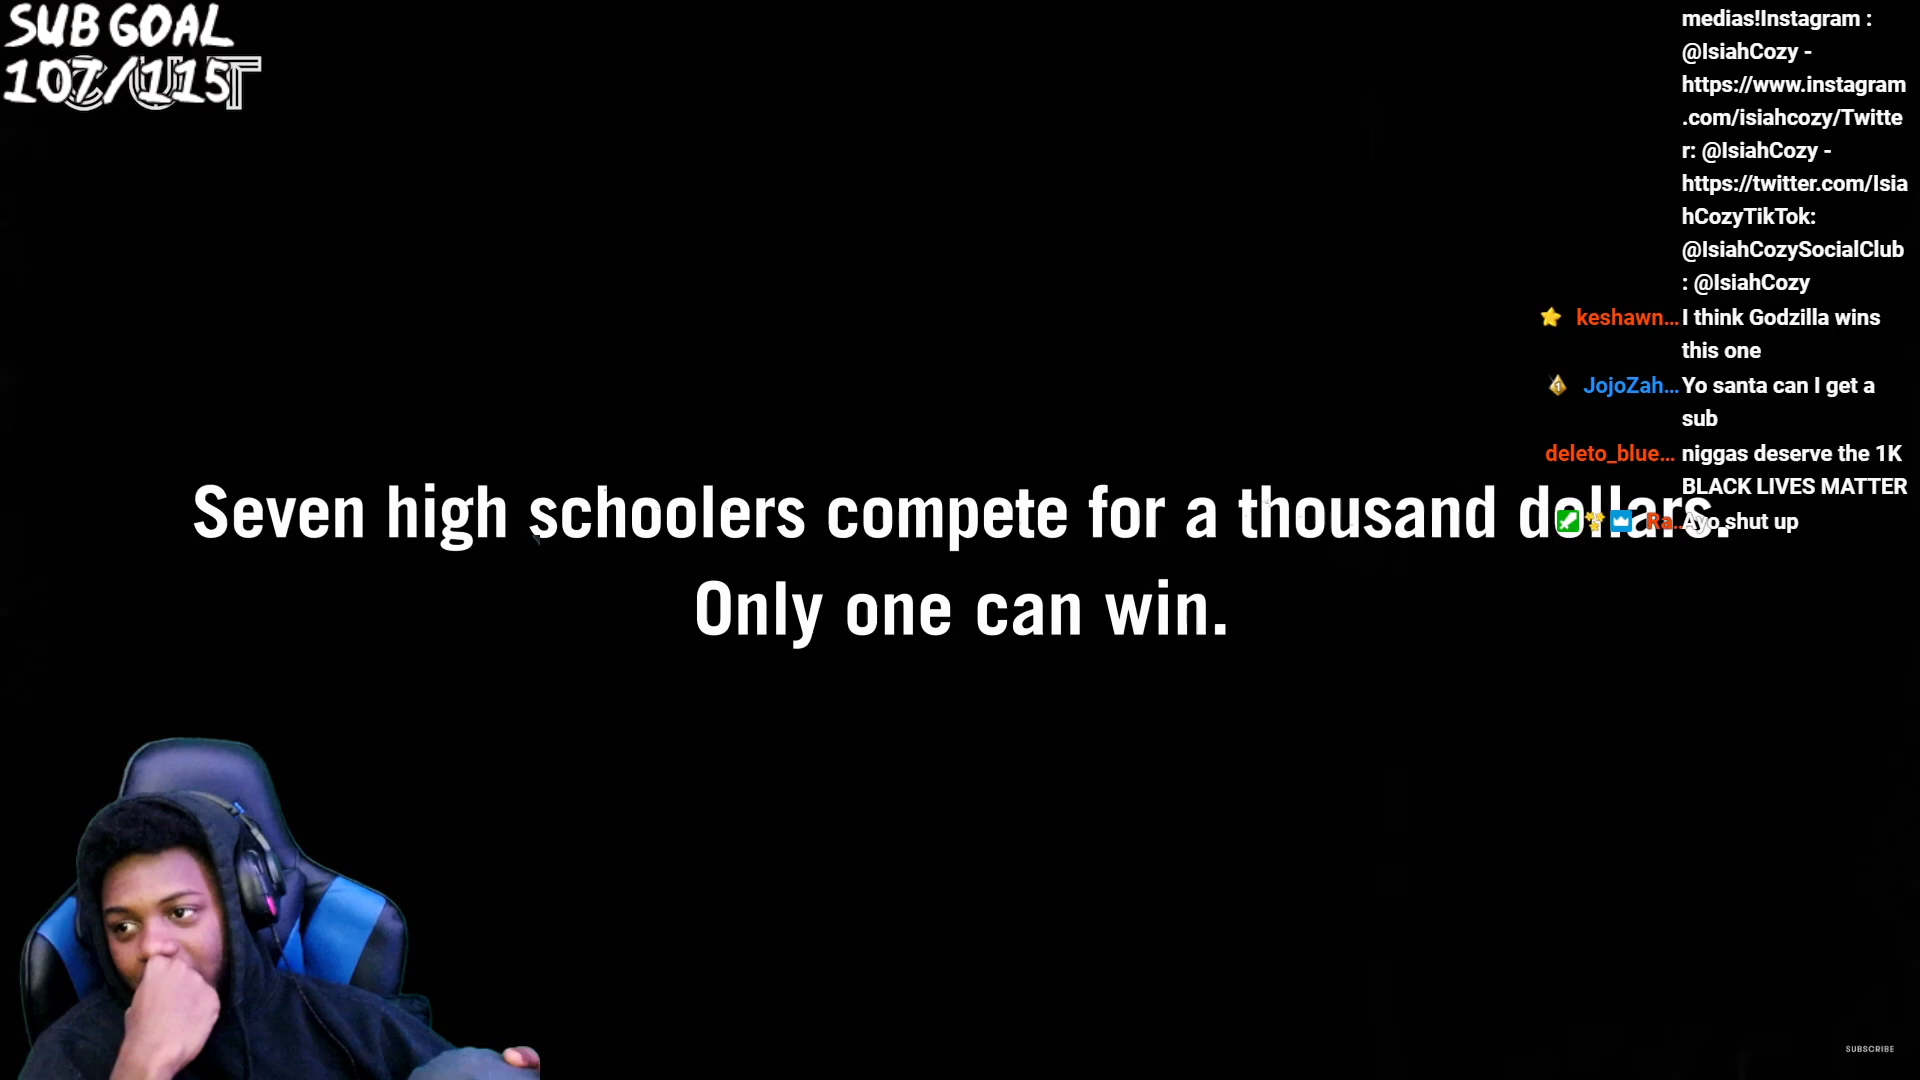 SUB GOAL
107/115
CUT
medias!Instagram :
@IsiahCozy -
https://www.instagram
.com/isiahcozy/Twitte
r: @IsiahCozy -
https://twitter.com/Isia
hCozyTikTok:
@IsiahCozySocialClub
: @IsiahCozy
keshawn... I think Godzilla wins
this one
JojoZah... Yo santa can I get a
sub
deleto_blue... niggas deserve the 1K
BLACK LIVES MATTER
Ra... Ayo shut up
Seven high schoolers compete for a thousand dollars.
Only one can win.
SUBSCRIBE